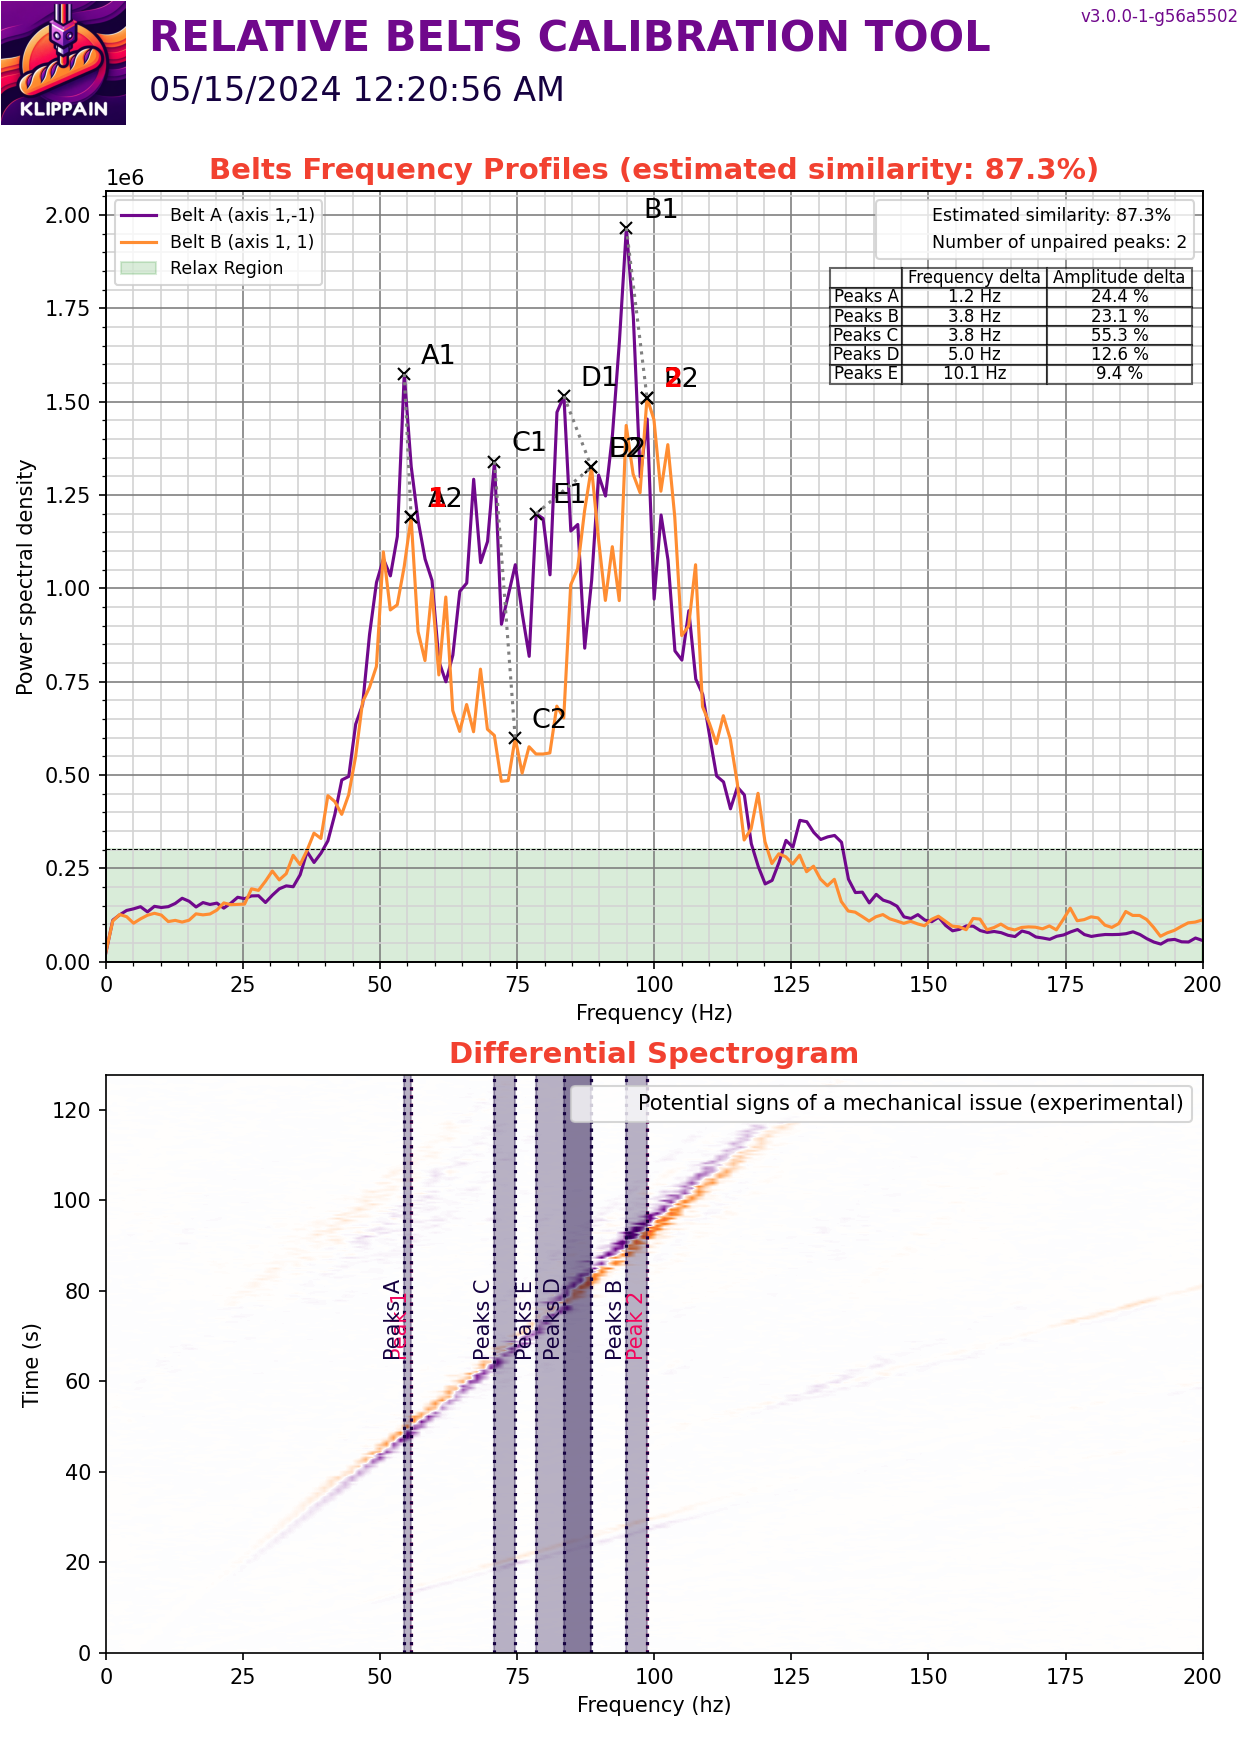 KLIPPAIN
RELATIVE BELTS CALIBRATION TOOL
v3.0.0-1-g56a5502
05/15/2024 12:20:56 AM
Belts Frequency Profiles (estimated similarity: 87.3%)
1e6
Belt A (axis 1,-1)
Belt B (axis 1, 1)
Relax Region
Estimated similarity: 87.3%
Number of unpaired peaks: 2
Frequency delta Amplitude delta
Peaks A 1.2 Hz 24.4 %
Peaks B 3.8 Hz 23.1 %
Peaks C 3.8 Hz 55.3 %
Peaks D 5.0 Hz 12.6 %
Peaks E 10.1 Hz 9.4 %
B1
A1
D1
B2
2
C1
D2
E2
E1
A2
1
C2
Power spectral density
2.00
1.75
1.50
1.25
1.00
0.75
0.50
0.25
0.00
0 25 50 75 100 125 150 175 200
Frequency (Hz)
Differential Spectrogram
Potential signs of a mechanical issue (experimental)
Time (s)
120
100
80
60
40
20
0
Peaks A
Peak 1
Peaks C
Peaks E
Peaks D
Peaks B
Peak 2
0 25 50 75 100 125 150 175 200
Frequency (hz)